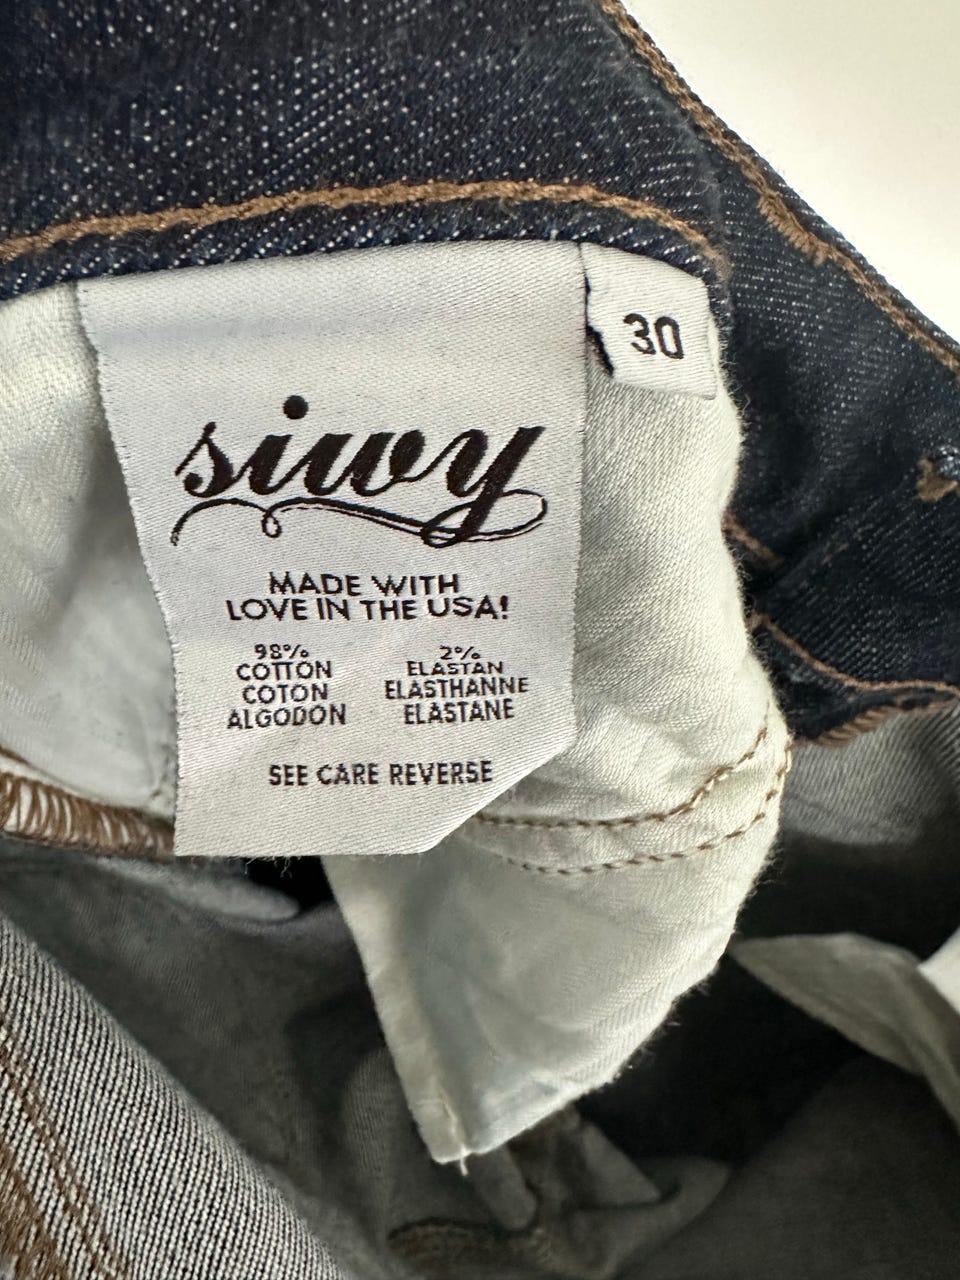 30
siwy
MADE WITH
LOVE IN THE USA!
98% 2%
COTTON ELASTAN
COTON ELASTHANNE
ALGODON ELASTANE
SEE CARE REVERSE